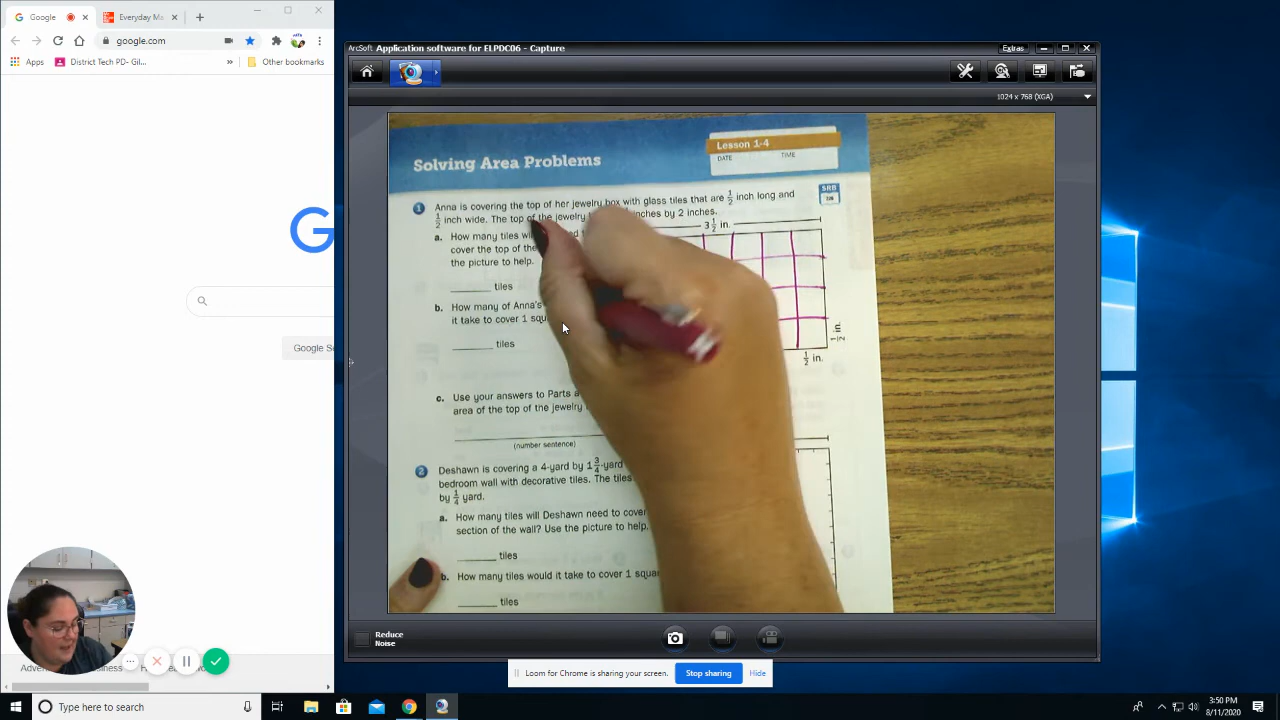 Google
Everyday Ma
google.com
Apps
District Tech PD- Gil...
»
Other bookmarks
G
Google S
Adver
ArcSoft Application software for ELPDC06 - Capture
Extras
1024 x 768 (XGA)
Solving Area Problems
Lesson 1-4
DATE TIME
SRB
1 Anna is covering the top of her jewelry box with glass tiles that are 1/2 inch long and
1/2 inch wide. The top of the jewelry inches by 2 inches.
3 1/2 in.
a. How many tiles
cover the top of the
the picture to help.
______ tiles
b. How many of Anna's
it take to cover 1 squ
______ tiles
1/2 in.
1/2 in.
c. Use your answers to Parts a
area of the top of the jewelry
(number sentence)
2 Deshawn is covering a 4-yard by 1 3/4-yard
bedroom wall with decorative tiles. The tiles
by 1/4 yard.
a. How many tiles will Deshawn need to cover
section of the wall? Use the picture to help.
______ tiles
b. How many tiles would it take to cover 1 squa
______ tiles
Reduce
Noise
Loom for Chrome is sharing your screen.
Stop sharing
Hide
Type here to search
3:50 PM
8/11/2020